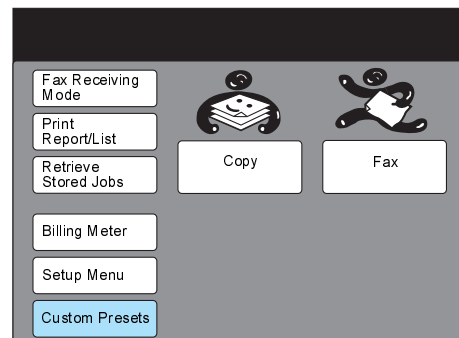 Fax Receiving
Mode
Print
Report/List
Retrieve
Stored Jobs
Billing Meter
Setup Menu
Custom Presets
Copy
Fax